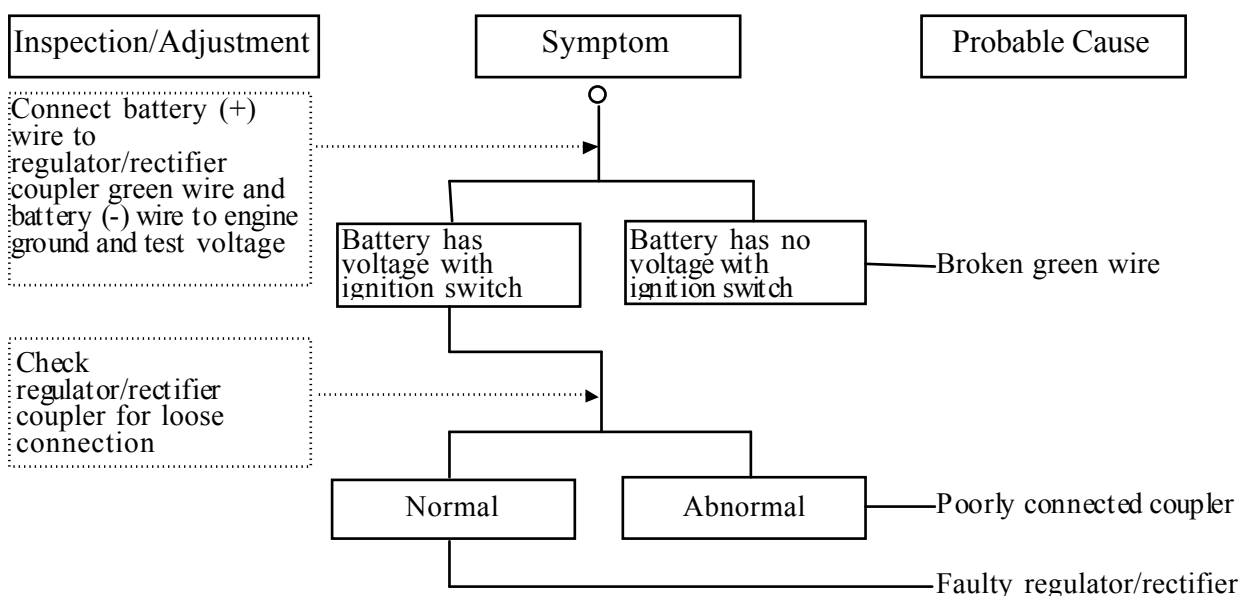 Inspection/Adjustment
Symptom
Probable Cause
Connect battery (+)
wire to
regulator/rectifier
coupler green wire and
battery (-) wire to engine
ground and test voltage
Battery has
voltage with
ignition switch
Battery has no
voltage with
ignition switch
Broken green wire
Check
regulator/rectifier
coupler for loose
connection
Normal
Abnormal
Poorly connected coupler
Faulty regulator/rectifier